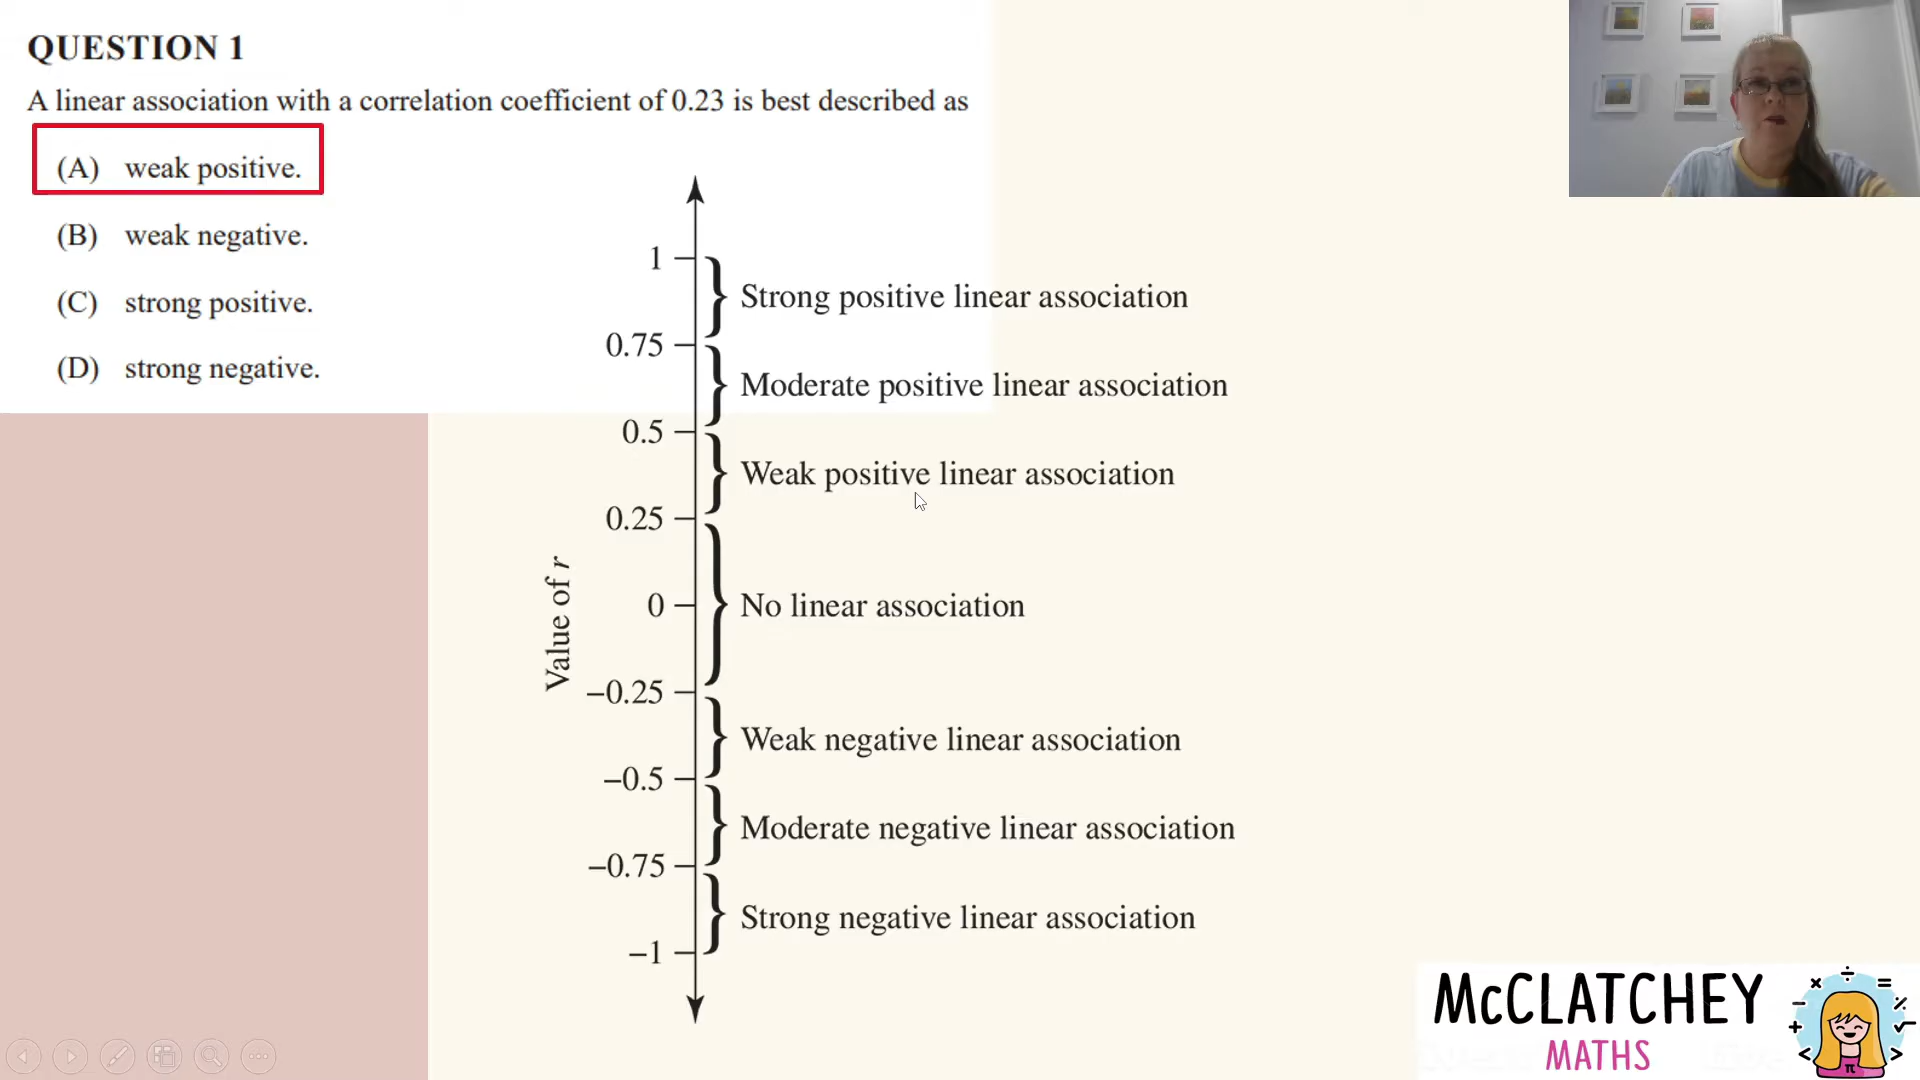 QUESTION 1
A linear association with a correlation coefficient of 0.23 is best described as
(A) weak positive.
(B) weak negative.
(C) strong positive.
(D) strong negative.
1
Strong positive linear association
0.75
Moderate positive linear association
0.5
Weak positive linear association
0.25
Value of r
0
No linear association
−0.25
Weak negative linear association
−0.5
Moderate negative linear association
−0.75
Strong negative linear association
−1
McCLATCHEY
MATHS